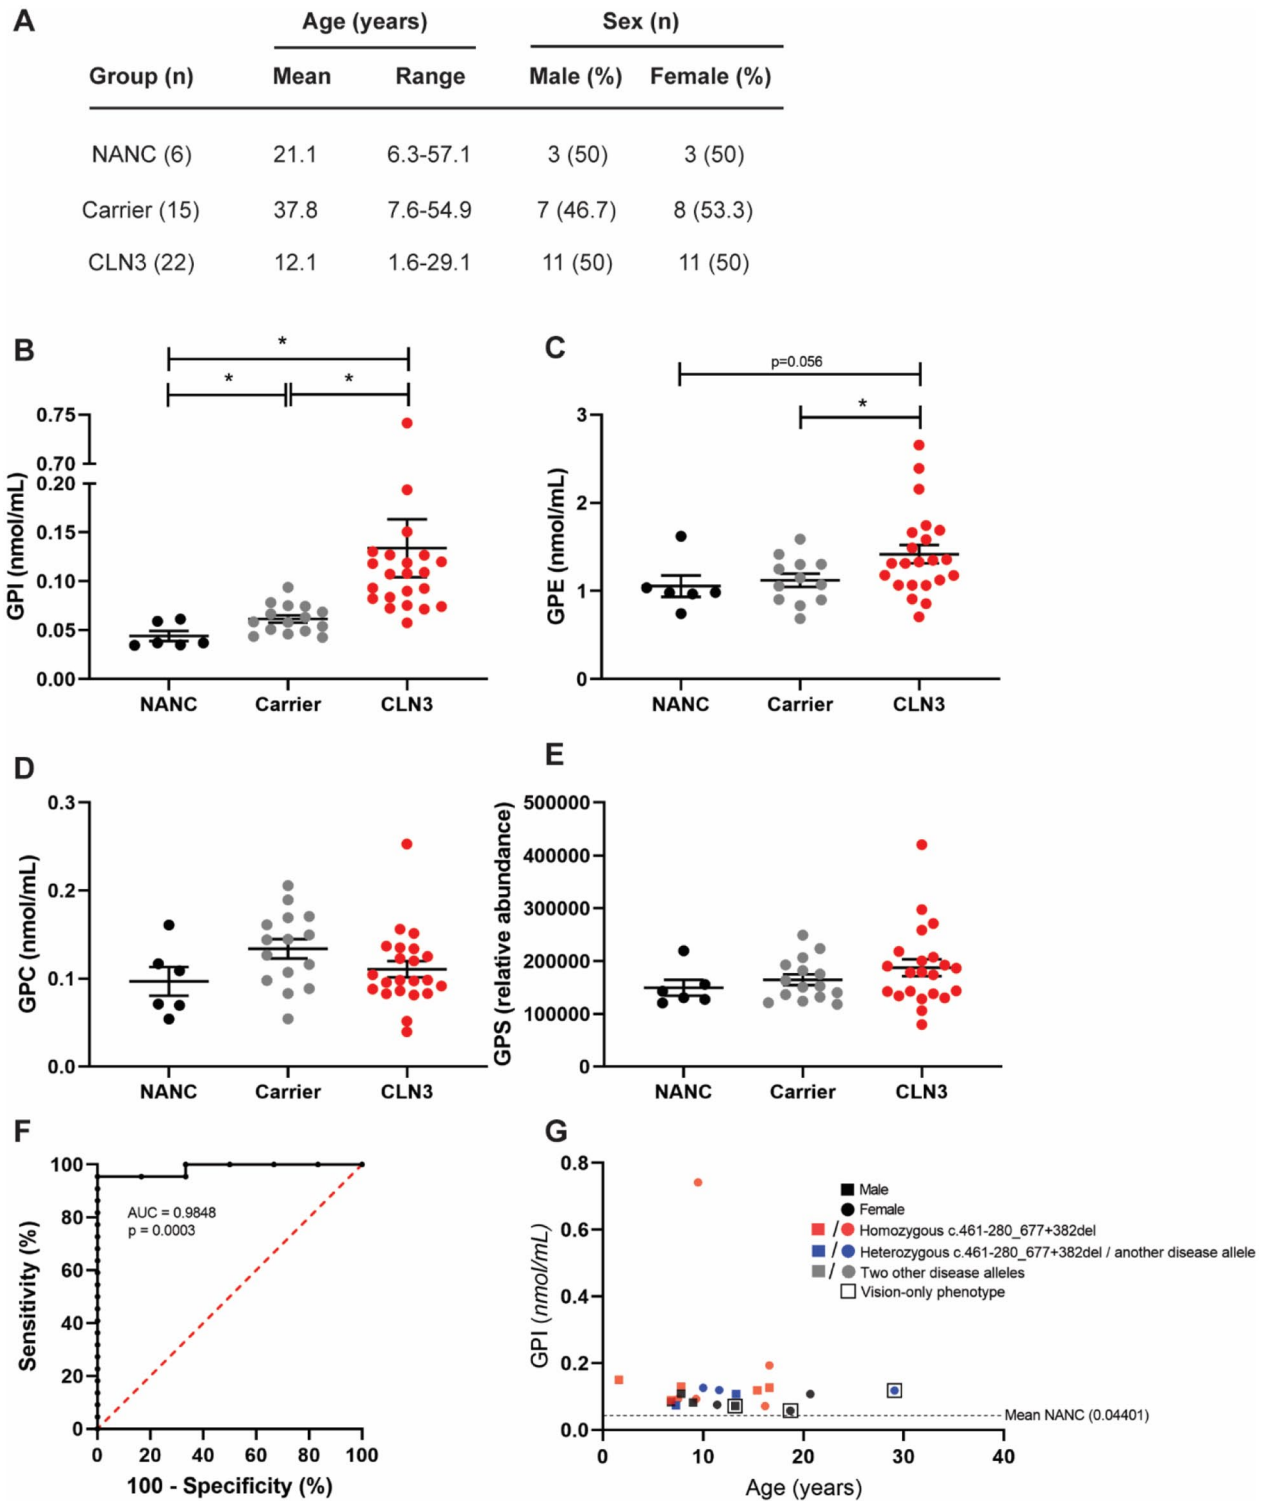 A
Age (years) Sex (n)
Group (n) Mean Range Male (%) Female (%)
NANC (6) 21.1 6.3-57.1 3 (50) 3 (50)
Carrier (15) 37.8 7.6-54.9 7 (46.7) 8 (53.3)
CLN3 (22) 12.1 1.6-29.1 11 (50) 11 (50)
B
*
* *
GPI (nmol/mL)
0.75
0.70
0.20
0.15
0.10
0.05
0.00
NANC Carrier CLN3
C
p=0.056
*
GPE (nmol/mL)
3
2
1
0
NANC Carrier CLN3
D
GPC (nmol/mL)
0.3
0.2
0.1
0.0
NANC Carrier CLN3
E
GPS (relative abundance)
500000
400000
300000
200000
100000
0
NANC Carrier CLN3
F
Sensitivity (%)
100
80
60
40
20
0
AUC = 0.9848
p = 0.0003
0 20 40 60 80 100
100 - Specificity (%)
G
GPI (nmol/mL)
0.8
0.6
0.4
0.2
0.0
Male
Female
/ Homozygous c.461-280_677+382del
/ Heterozygous c.461-280_677+382del / another disease allele
/ Two other disease alleles
Vision-only phenotype
Mean NANC (0.04401)
0 10 20 30 40
Age (years)